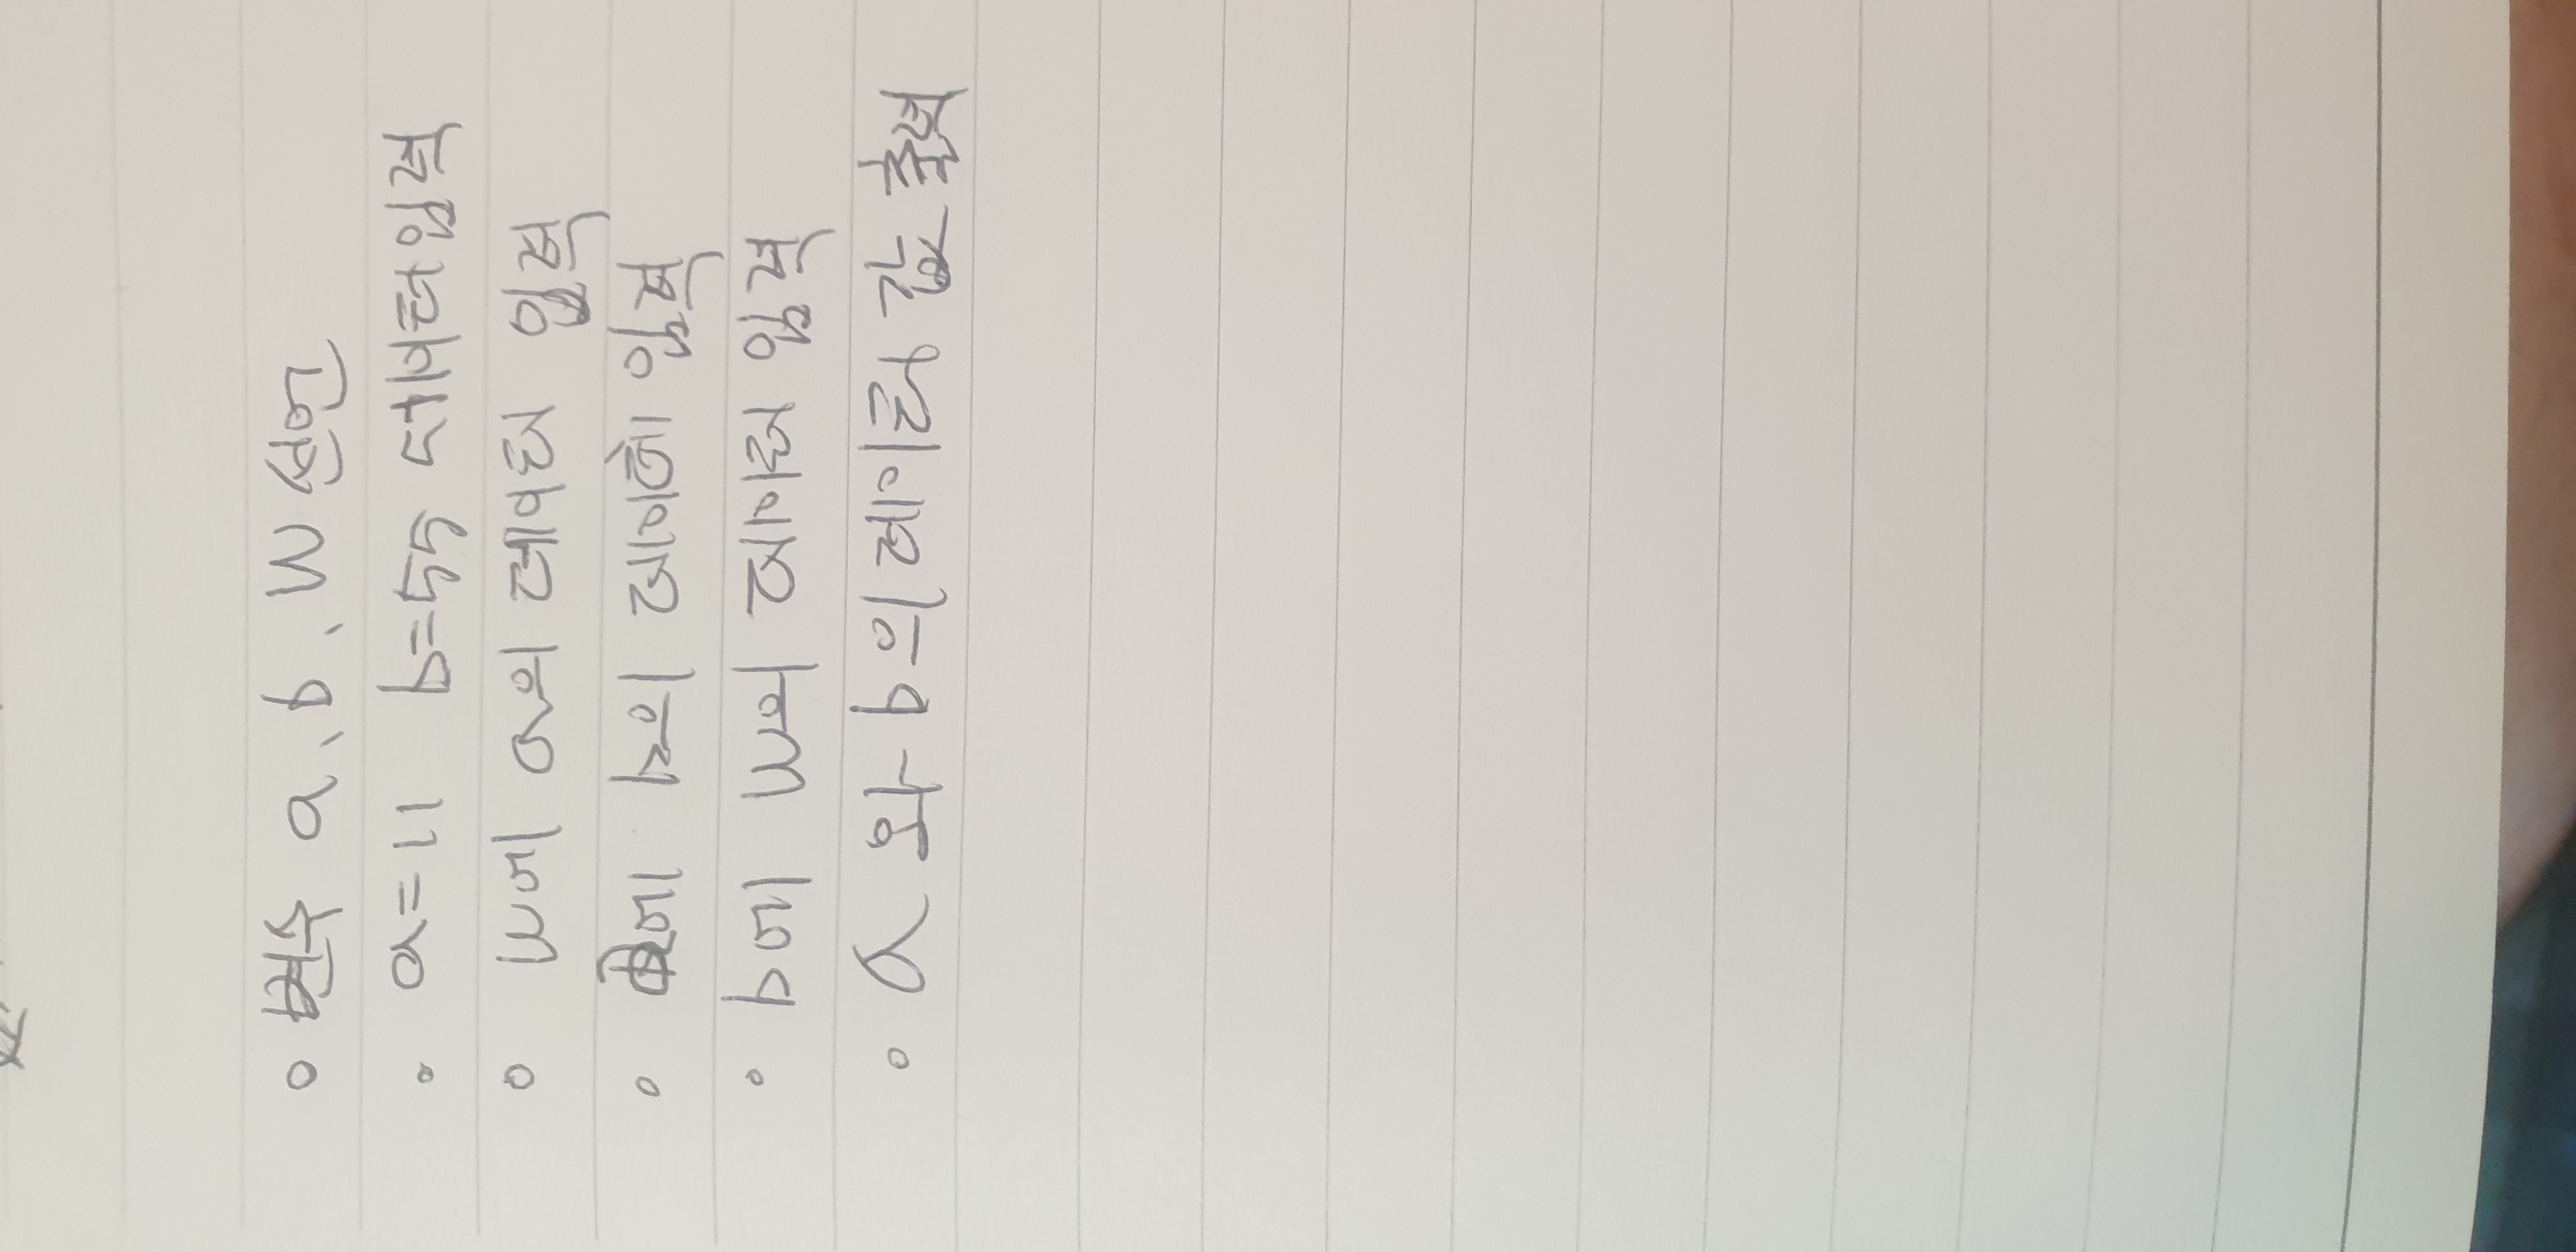 ◦ 변수 a, b, W 선언
◦ a=11 b=55 데이터입력
◦ W에 a의 데이터 입력
◦ a에 b의 데이터 입력
◦ b에 W의 데이터 입력
◦ a 와 b의 데이터 값 출력